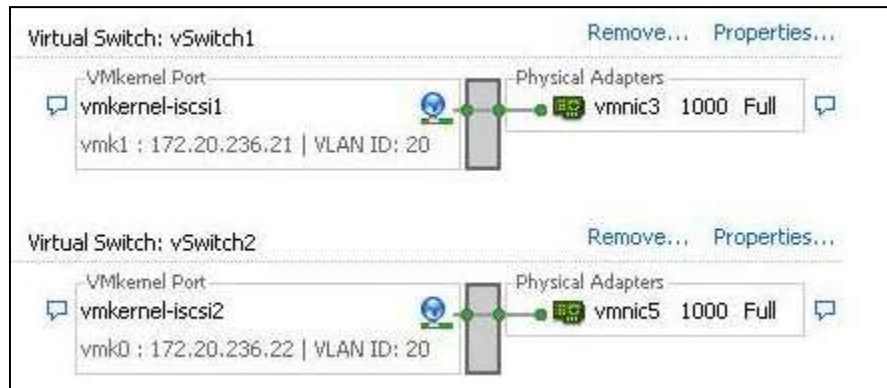 Virtual Switch: vSwitch1 Remove... Properties...
VMkernel Port Physical Adapters
vmkernel-iscsi1 vmnic3 1000 Full
vmk1 : 172.20.236.21 | VLAN ID: 20
Virtual Switch: vSwitch2 Remove... Properties...
VMkernel Port Physical Adapters
vmkernel-iscsi2 vmnic5 1000 Full
vmk0 : 172.20.236.22 | VLAN ID: 20